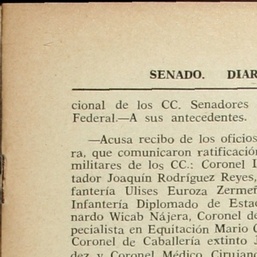 SENADO. DIAR
cional de los CC. Senadores
Federal.—A sus antecedentes.
—Acusa recibo de los oficios
ra, que comunicaron ratificació
militares de los CC.: Coronel
tador Joaquín Rodríguez Reyes,
fantería Ulises Euroza Zermeñ
Infantería Diplomado de Estad
nardo Wicab Nájera, Coronel d
pecialista en Equitación Mario
Coronel de Caballería extinto J
dez y Coronel Médico Cirujano